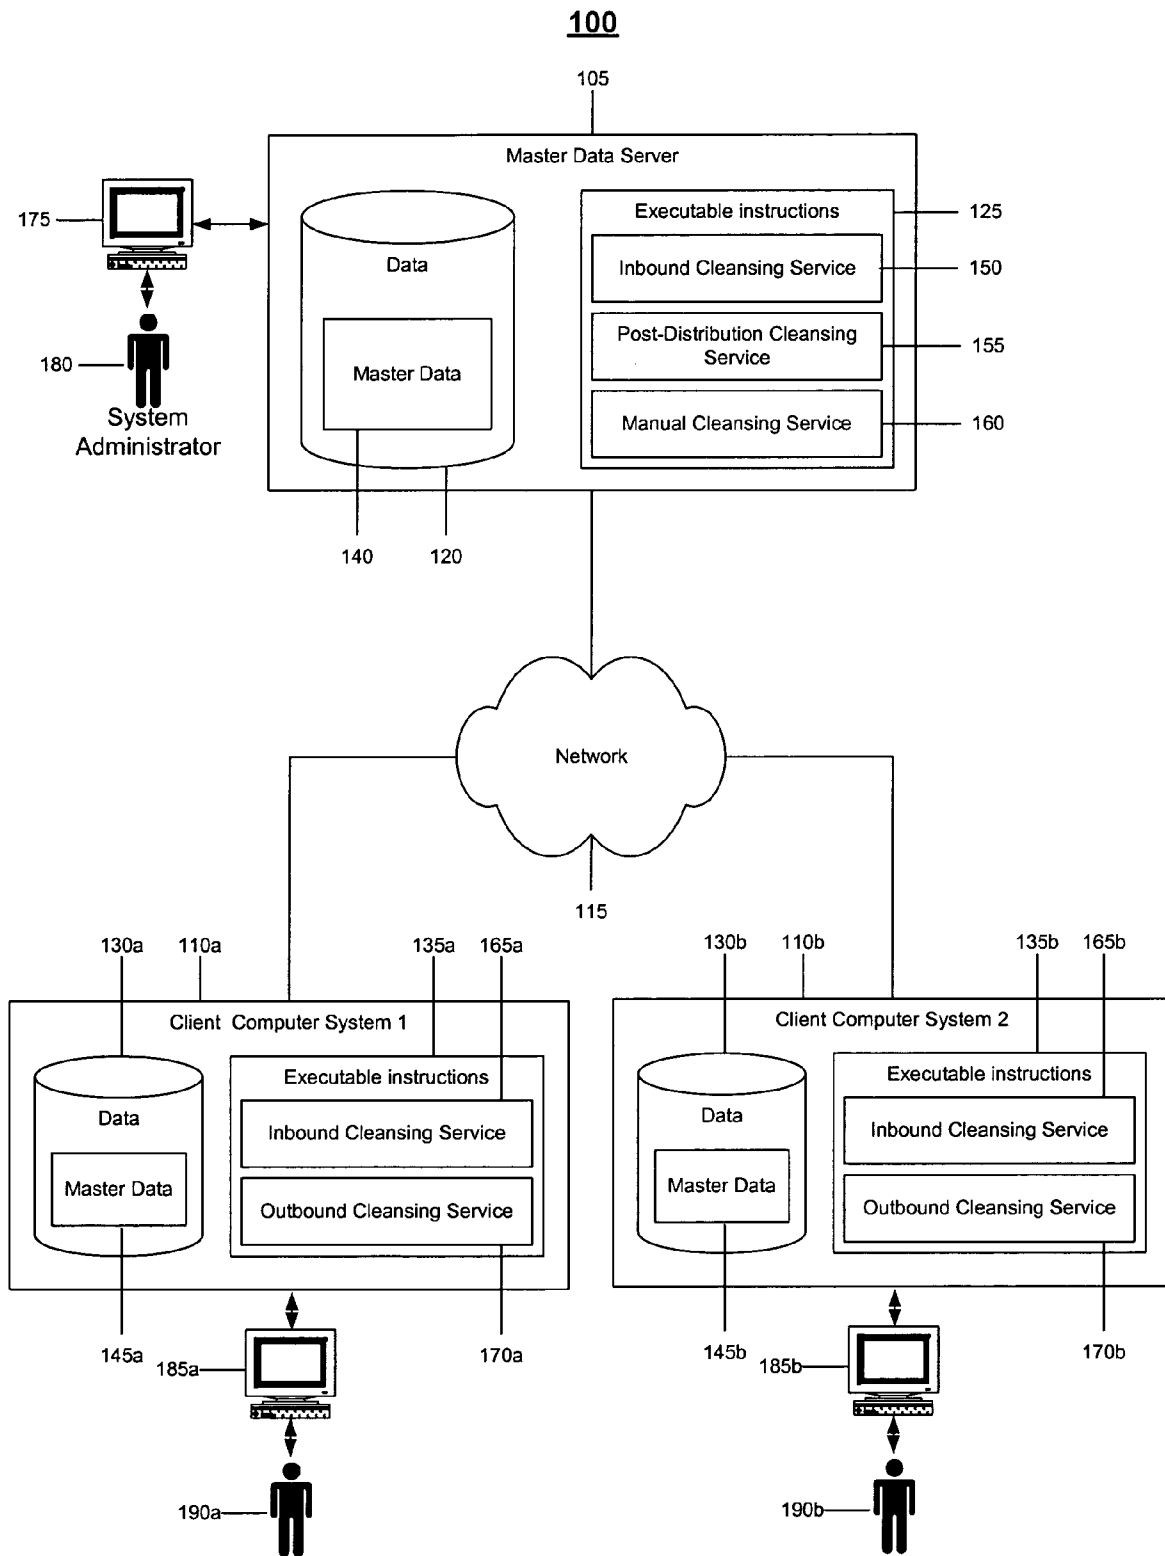 100
105
Master Data Server
175
Data
Master Data
Executable instructions
125
Inbound Cleansing Service
150
Post-Distribution Cleansing
Service
155
Manual Cleansing Service
160
180
System
Administrator
140
120
Network
115
130a
110a
135a
165a
Client Computer System 1
Data
Master Data
Executable instructions
Inbound Cleansing Service
Outbound Cleansing Service
145a
185a
170a
190a
130b
110b
135b
165b
Client Computer System 2
Data
Master Data
Executable instructions
Inbound Cleansing Service
Outbound Cleansing Service
145b
185b
170b
190b